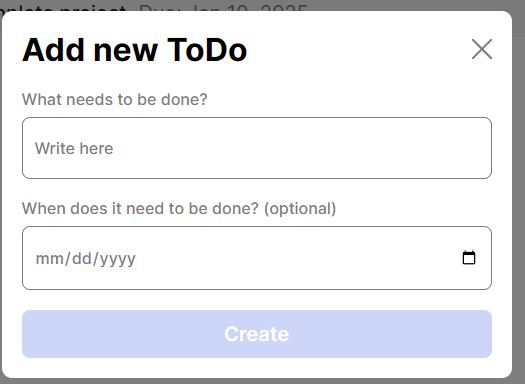 project Due: Jan 10, 2025
Add new ToDo
What needs to be done?
Write here
When does it need to be done? (optional)
mm/dd/yyyy
Create